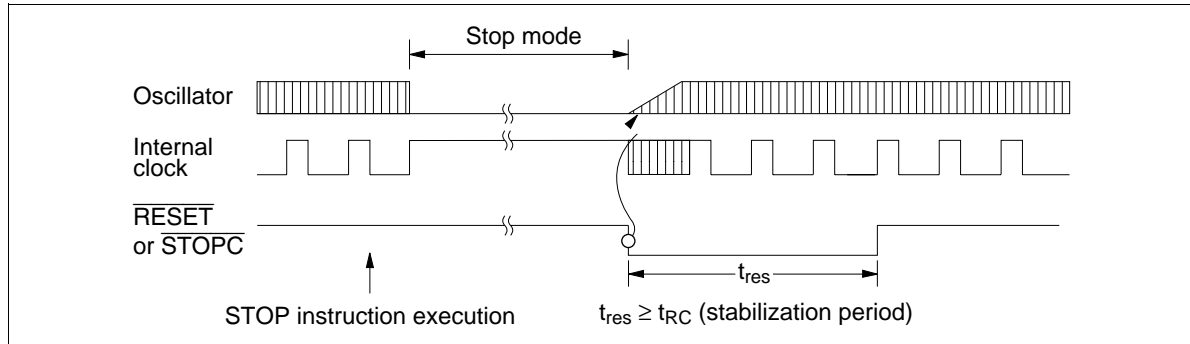 Stop mode
Oscillator
Internal
clock
RESET
or STOPC
tres
STOP instruction execution
tres ≥ tRC (stabilization period)